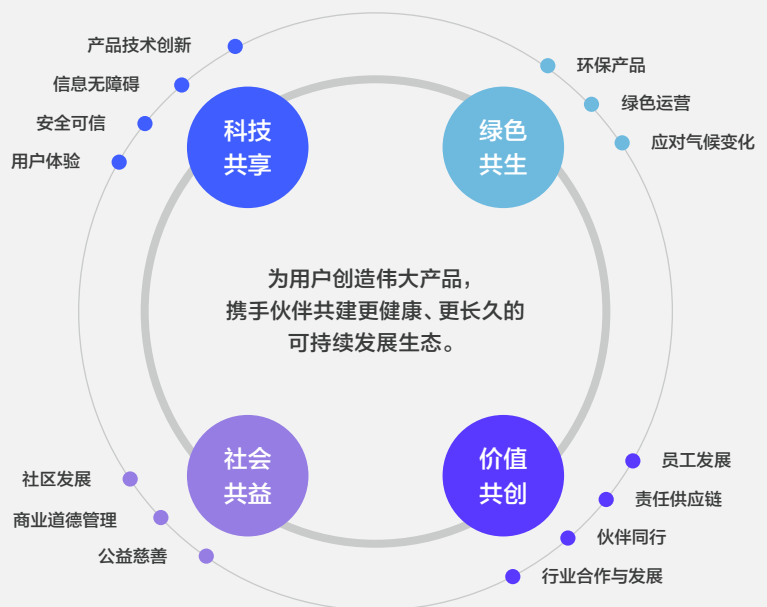 产品技术创新
信息无障碍
安全可信
用户体验
科技
共享
环保产品
绿色运营
应对气候变化
绿色
共生
为用户创造伟大产品，
携手伙伴共建更健康、更长久的
可持续发展生态。
社区发展
商业道德管理
公益慈善
社会
共益
价值
共创
员工发展
责任供应链
伙伴同行
行业合作与发展